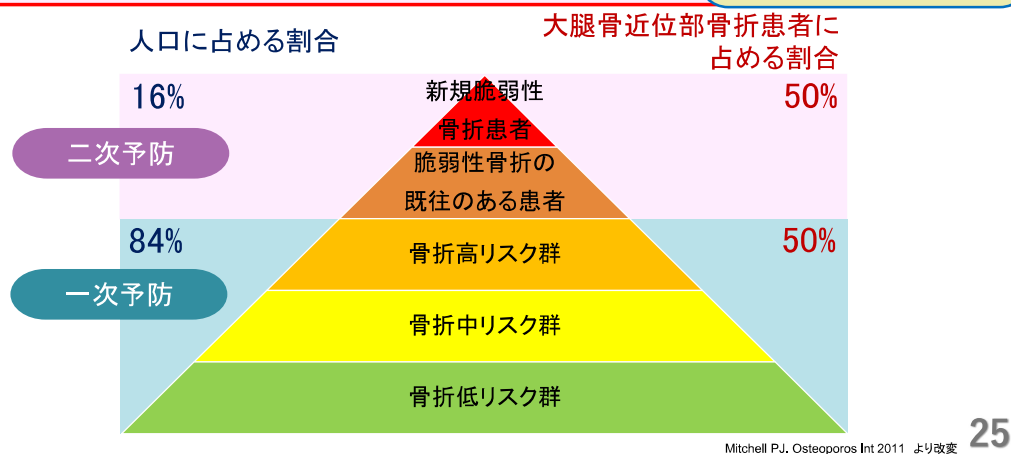 人口に占める割合
大腿骨近位部骨折患者に
占める割合
16%
50%
新規脆弱性
骨折患者
二次予防
脆弱性骨折の
既往のある患者
84%
50%
骨折高リスク群
一次予防
骨折中リスク群
骨折低リスク群
Mitchell PJ. Osteoporos Int 2011 より改変
25